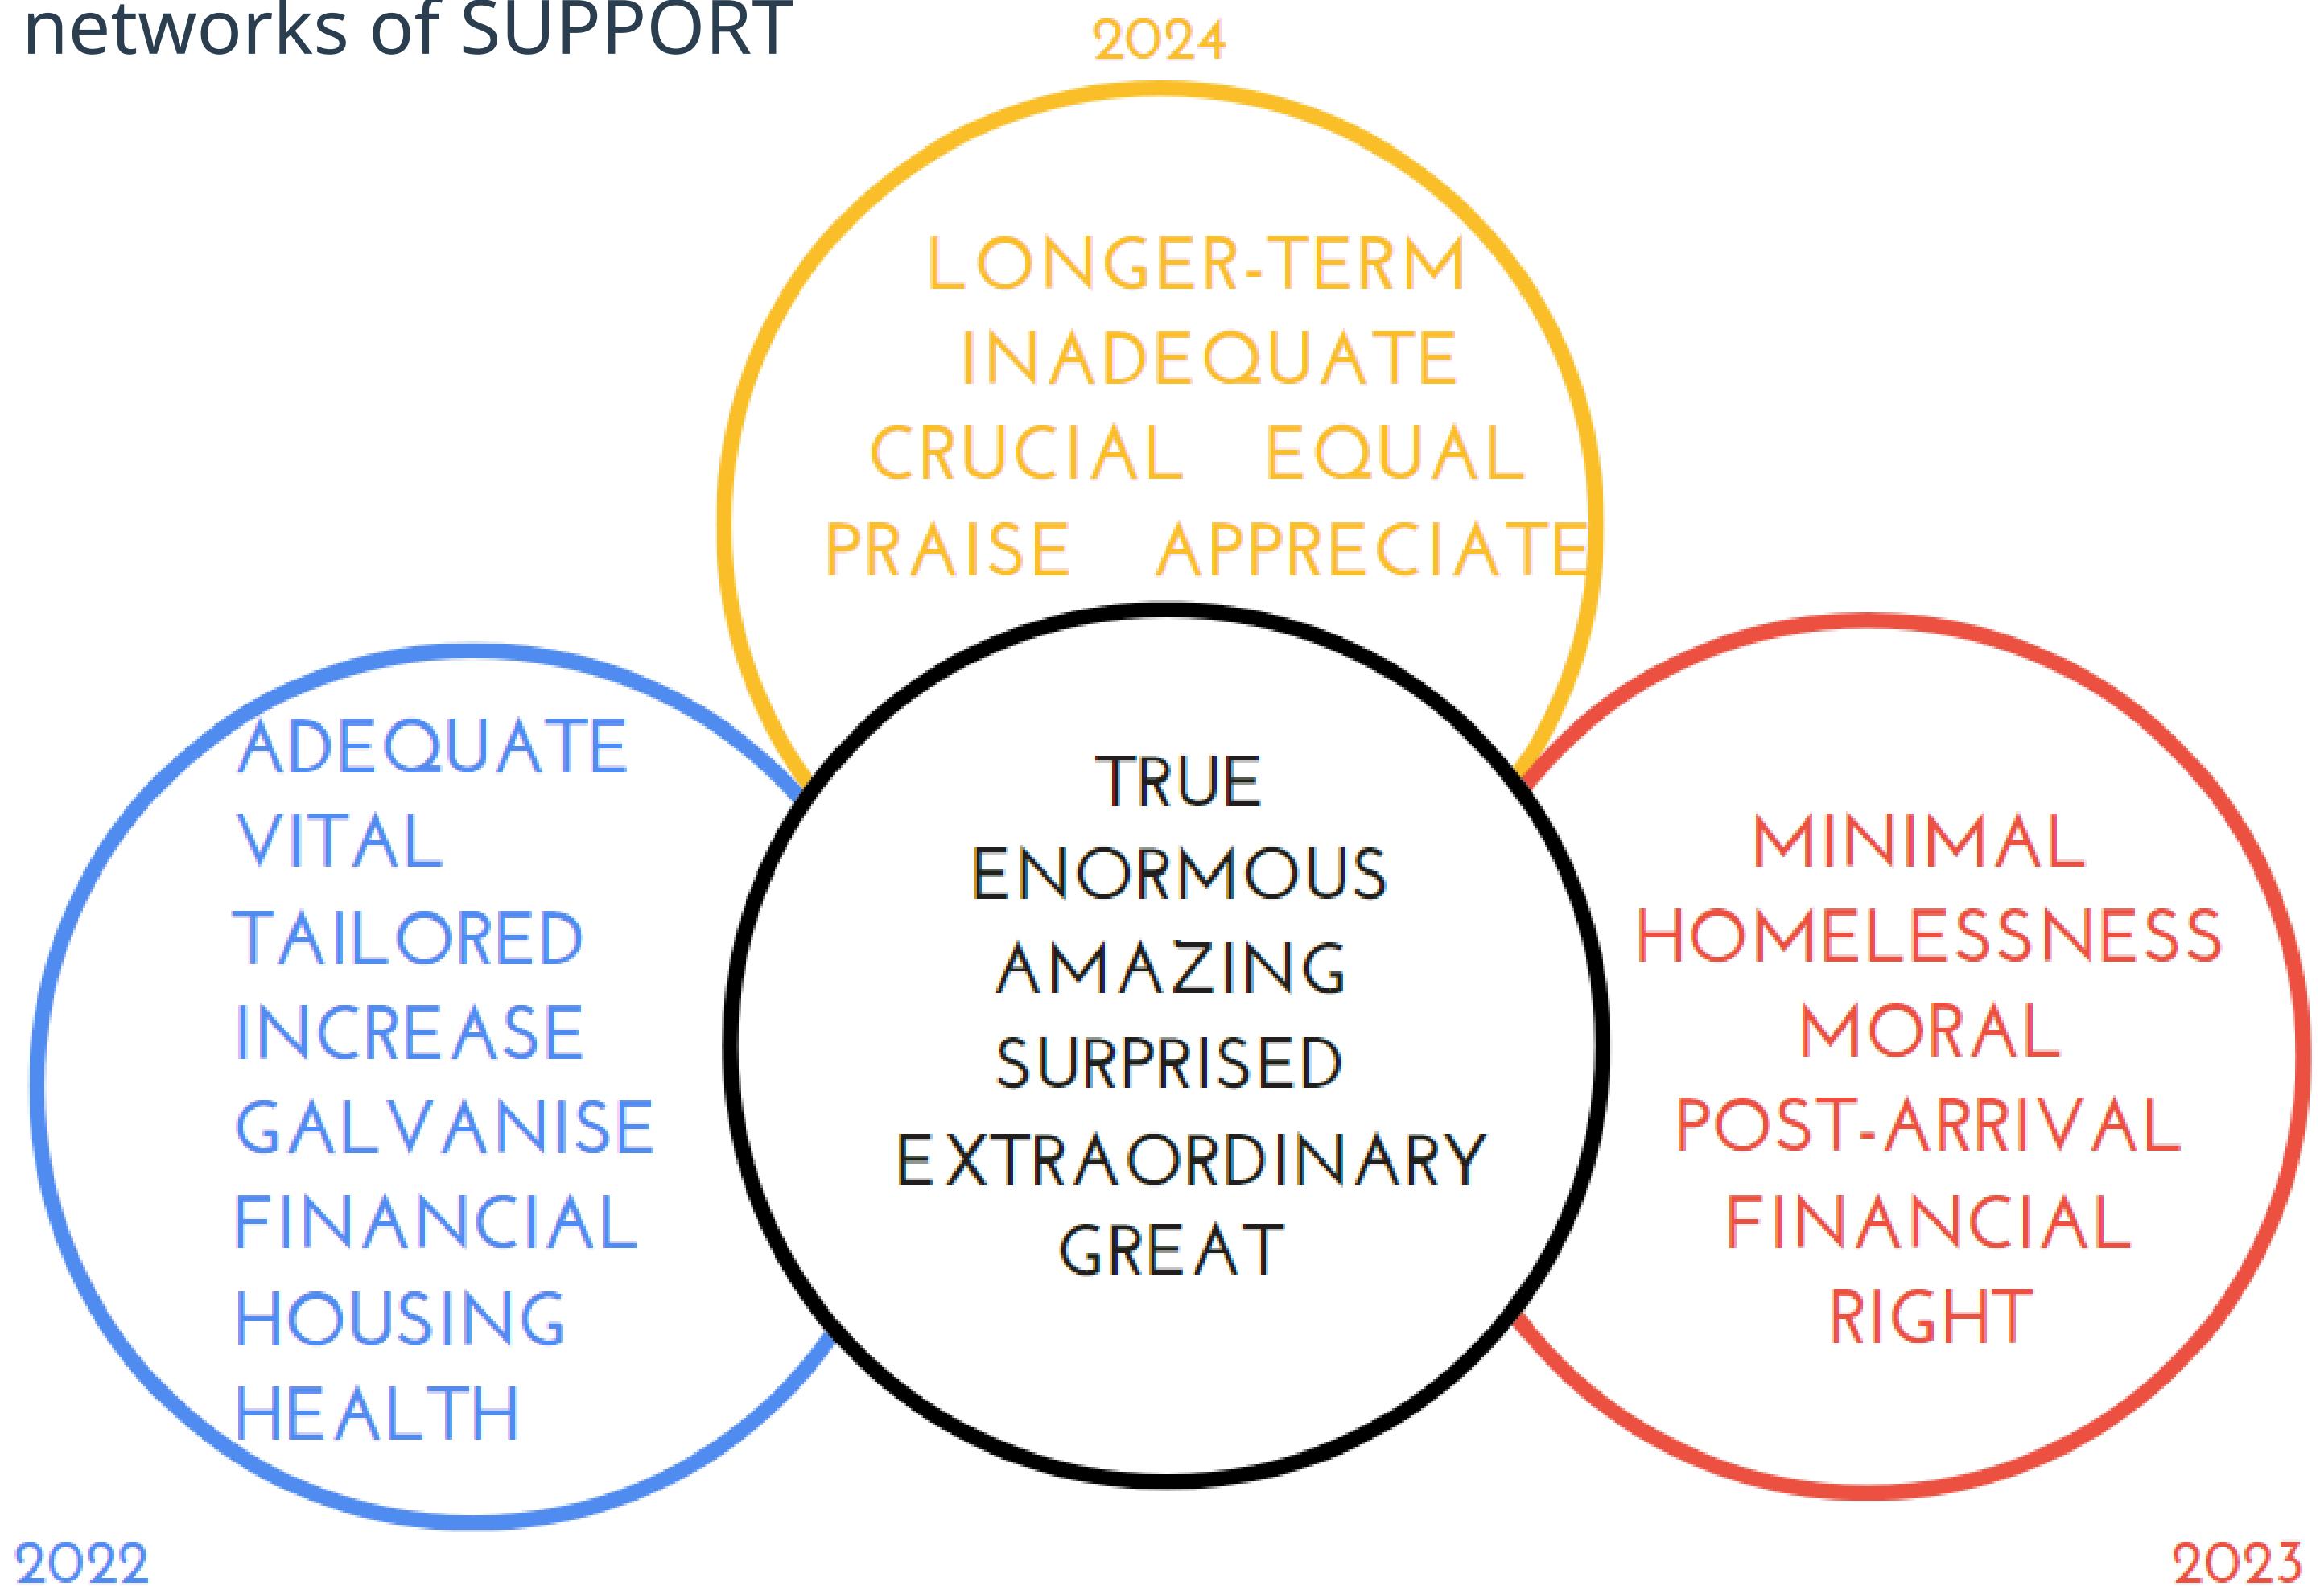 networks of SUPPORT
2024
LONGER-TERM
INADEQUATE
CRUCIAL EQUAL
PRAISE APPRECIATE
ADEQUATE
VITAL
TAILORED
INCREASE
GALVANISE
FINANCIAL
HOUSING
HEALTH
TRUE
ENORMOUS
AMAZING
SURPRISED
EXTRAORDINARY
GREAT
MINIMAL
HOMELESSNESS
MORAL
POST-ARRIVAL
FINANCIAL
RIGHT
2022
2023